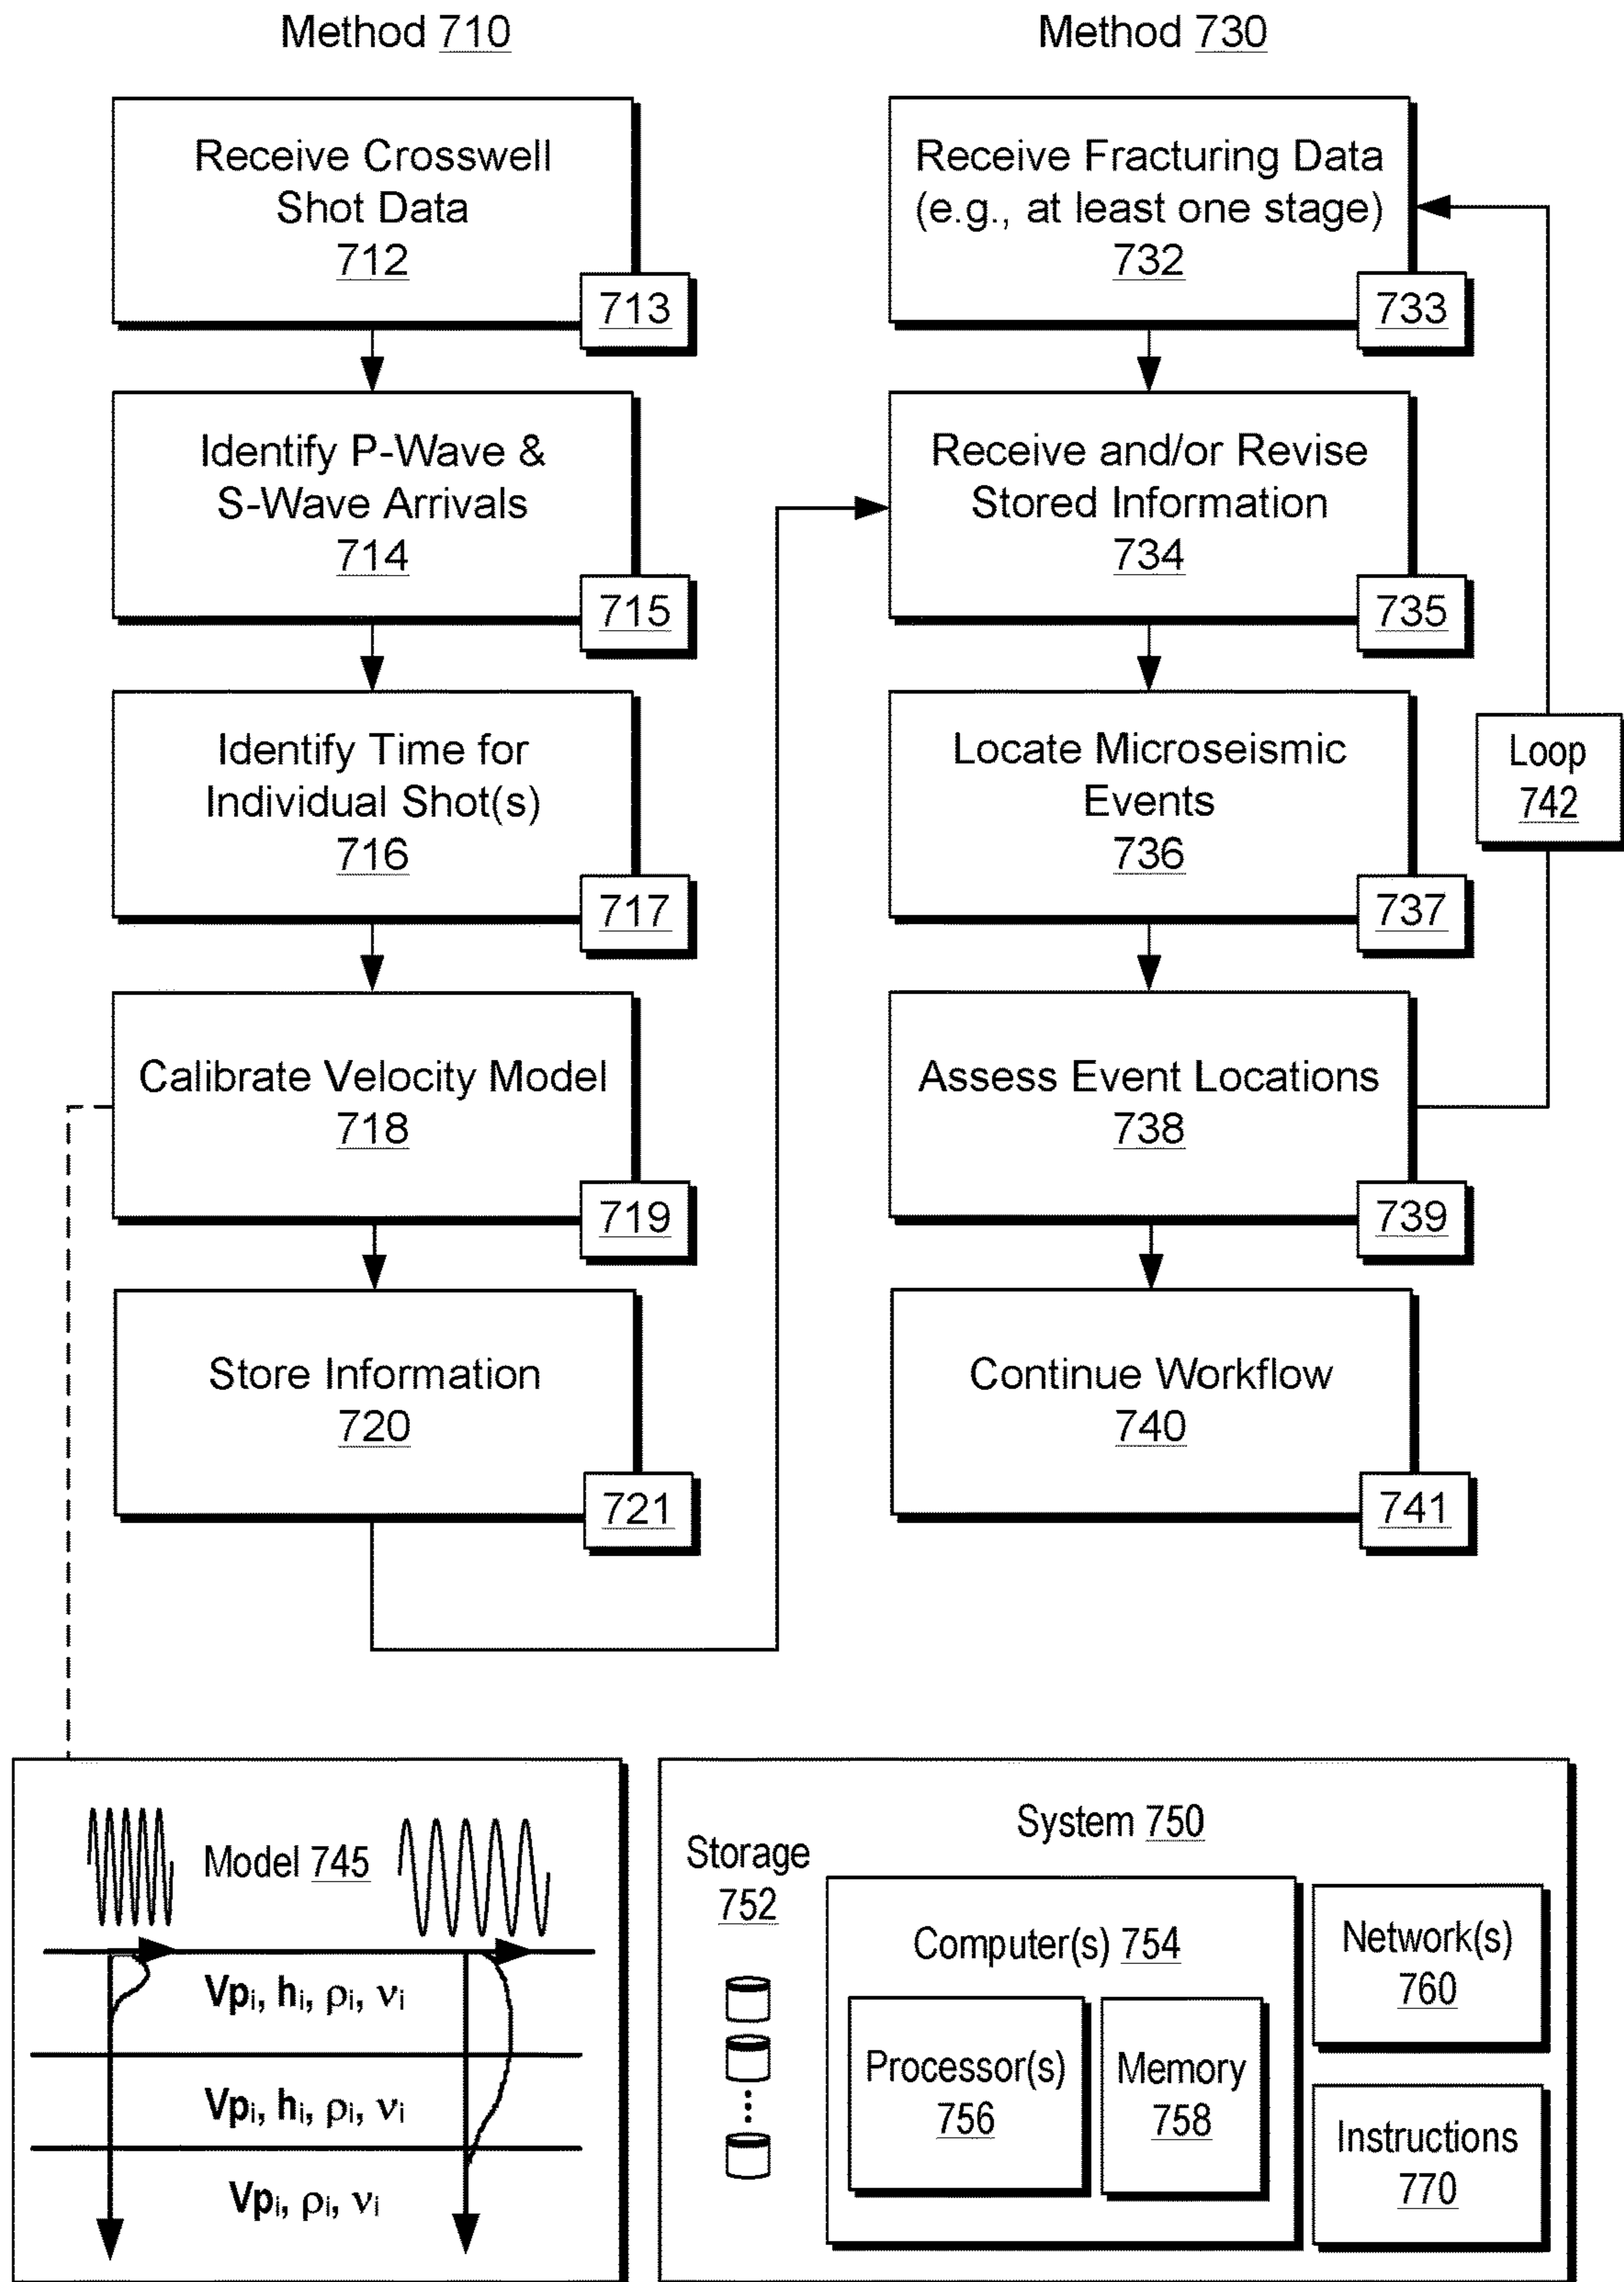 Method 710
Receive Crosswell
Shot Data
712
713
Identify P-Wave &
S-Wave Arrivals
714
715
Identify Time for
Individual Shot(s)
716
717
Calibrate Velocity Model
718
719
Store Information
720
721
Method 730
Receive Fracturing Data
(e.g., at least one stage)
732
733
Receive and/or Revise
Stored Information
734
735
Locate Microseismic
Events
736
737
Assess Event Locations
738
739
Continue Workflow
740
741
Loop
742
Model 745
Vpᵢ, hᵢ, ρᵢ, νᵢ
Vpᵢ, hᵢ, ρᵢ, νᵢ
Vpᵢ, ρᵢ, νᵢ
System 750
Storage
752
Computer(s) 754
Processor(s)
756
Memory
758
Network(s)
760
Instructions
770